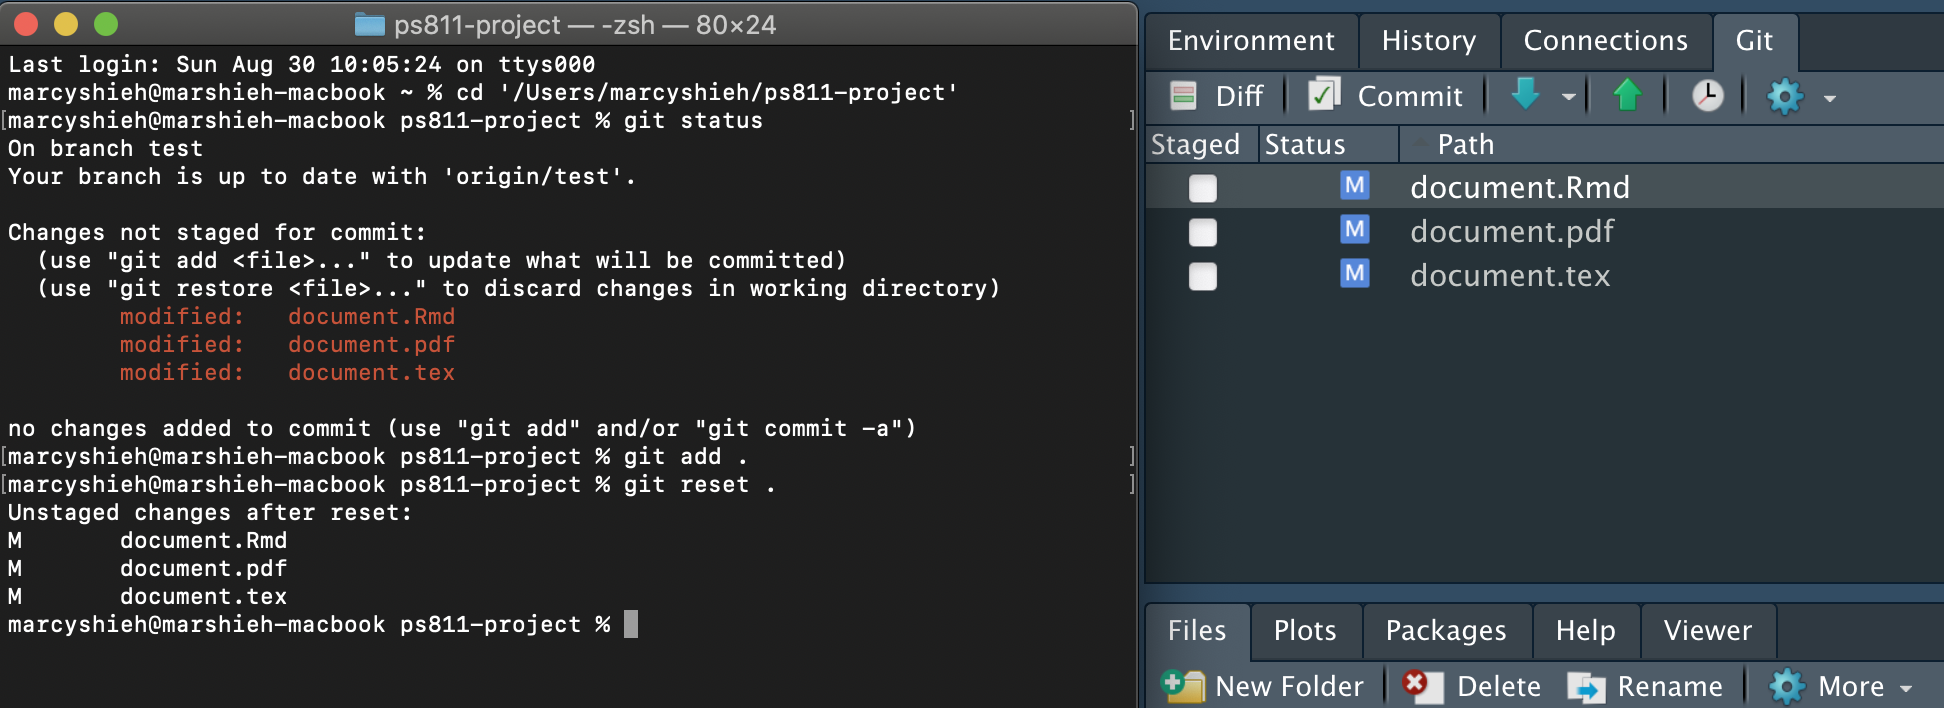 ps811-project — -zsh — 80×24
Last login: Sun Aug 30 10:05:24 on ttys000
marcyshieh@marshieh-macbook ~ % cd '/Users/marcyshieh/ps811-project'
[marcyshieh@marshieh-macbook ps811-project % git status ]
On branch test
Your branch is up to date with 'origin/test'.
Changes not staged for commit:
(use "git add <file>..." to update what will be committed)
(use "git restore <file>..." to discard changes in working directory)
modified: document.Rmd
modified: document.pdf
modified: document.tex
no changes added to commit (use "git add" and/or "git commit -a")
[marcyshieh@marshieh-macbook ps811-project % git add . ]
[marcyshieh@marshieh-macbook ps811-project % git reset . ]
Unstaged changes after reset:
M document.Rmd
M document.pdf
M document.tex
marcyshieh@marshieh-macbook ps811-project %
Environment History Connections Git
Diff Commit
Staged Status Path
M document.Rmd
M document.pdf
M document.tex
Files Plots Packages Help Viewer
New Folder Delete Rename More